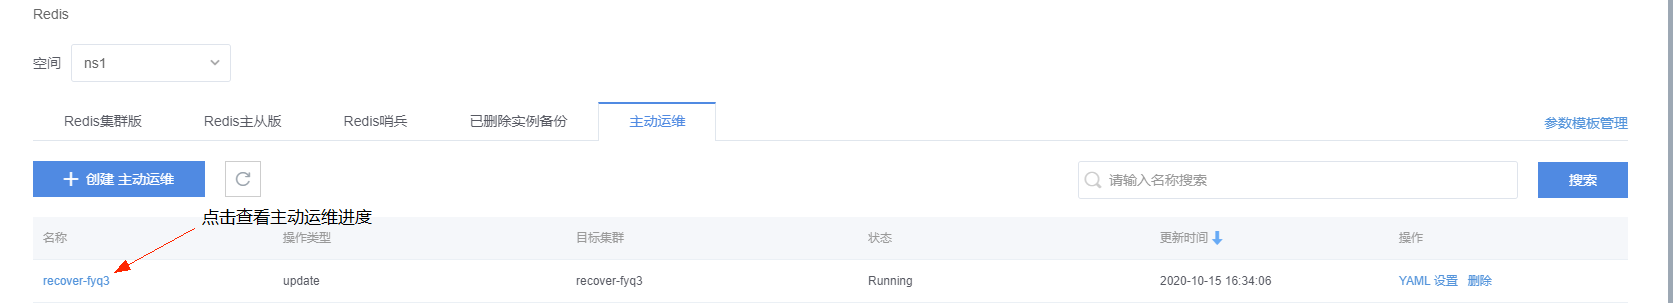 Redis
空间 ns1
Redis集群版 Redis主从版 Redis哨兵 已删除实例备份 主动运维 参数模板管理
创建 主动运维 请输入名称搜索 搜索
点击查看主动运维进度
名称 操作类型 目标集群 状态 更新时间 操作
recover-fyq3 update recover-fyq3 Running 2020-10-15 16:34:06 YAML 设置 删除